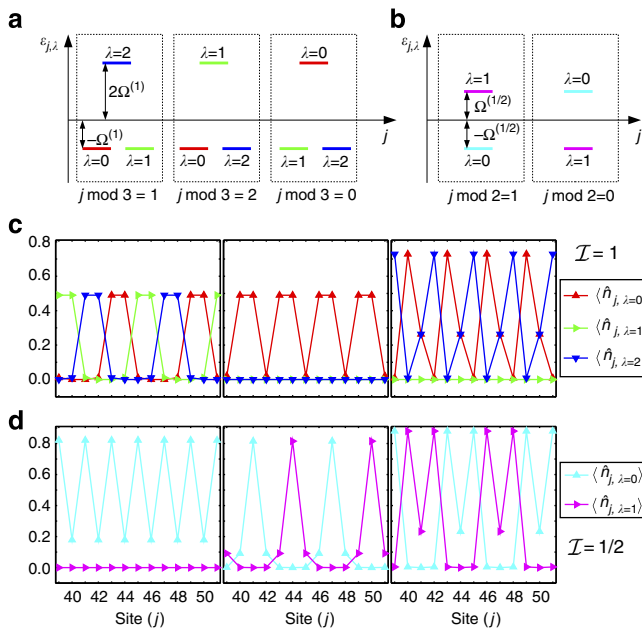 a
b
ε_{j,λ}
λ=2
λ=1
λ=0
2Ω^{(1)}
−Ω^{(1)}
λ=0
λ=1
λ=0
λ=2
λ=1
λ=2
j
j mod 3 = 1
j mod 3 = 2
j mod 3 = 0
ε_{j,λ}
λ=1
λ=0
Ω^{(1/2)}
−Ω^{(1/2)}
λ=0
λ=1
j
j mod 2=1
j mod 2=0
c
0.8
0.6
0.4
0.2
0.0
I = 1
⟨n̂_{j, λ=0}
⟨n̂_{j, λ=1}
⟨n̂_{j, λ=2}
d
0.8
0.6
0.4
0.2
0.0
⟨n̂_{j, λ=0}⟩
⟨n̂_{j, λ=1}⟩
I = 1/2
40 42 44 46 48 50
40 42 44 46 48 50
40 42 44 46 48 50
Site (j)
Site (j)
Site (j)